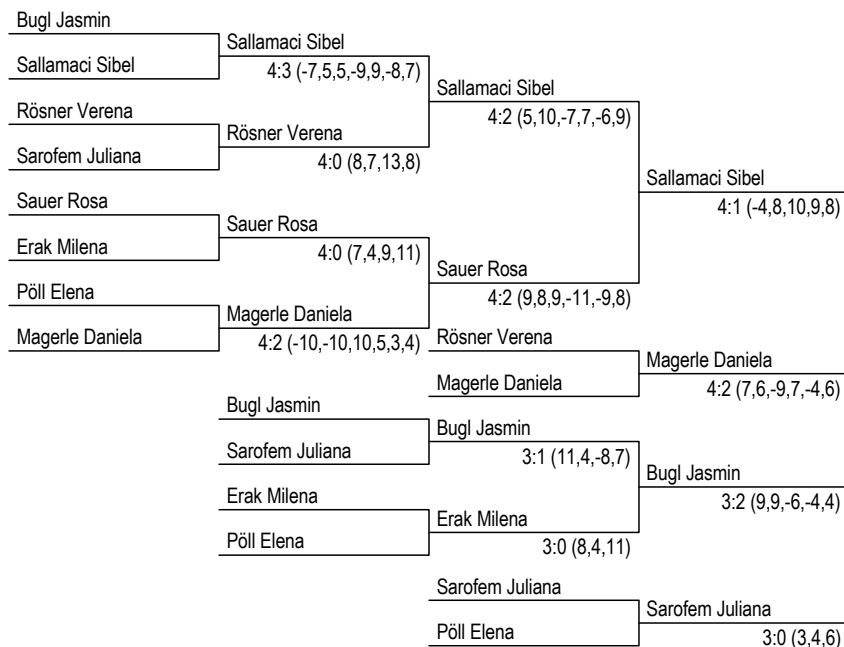 Bugl Jasmin
Sallamaci Sibel
Sallamaci Sibel
4:3 (-7,5,5,-9,9,-8,7)
Sallamaci Sibel
4:2 (5,10,-7,7,-6,9)
Rösner Verena
Rösner Verena
4:0 (8,7,13,8)
Sarofem Juliana
Sallamaci Sibel
4:1 (-4,8,10,9,8)
Sauer Rosa
Sauer Rosa
4:0 (7,4,9,11)
Erak Milena
Sauer Rosa
4:2 (9,8,9,-11,-9,8)
Pöll Elena
Magerle Daniela
4:2 (-10,-10,10,5,3,4)
Magerle Daniela
Rösner Verena
Magerle Daniela
4:2 (7,6,-9,7,-4,6)
Magerle Daniela
Bugl Jasmin
Bugl Jasmin
3:1 (11,4,-8,7)
Sarofem Juliana
Bugl Jasmin
3:2 (9,9,-6,-4,4)
Erak Milena
Erak Milena
3:0 (8,4,11)
Pöll Elena
Sarofem Juliana
Sarofem Juliana
3:0 (3,4,6)
Pöll Elena